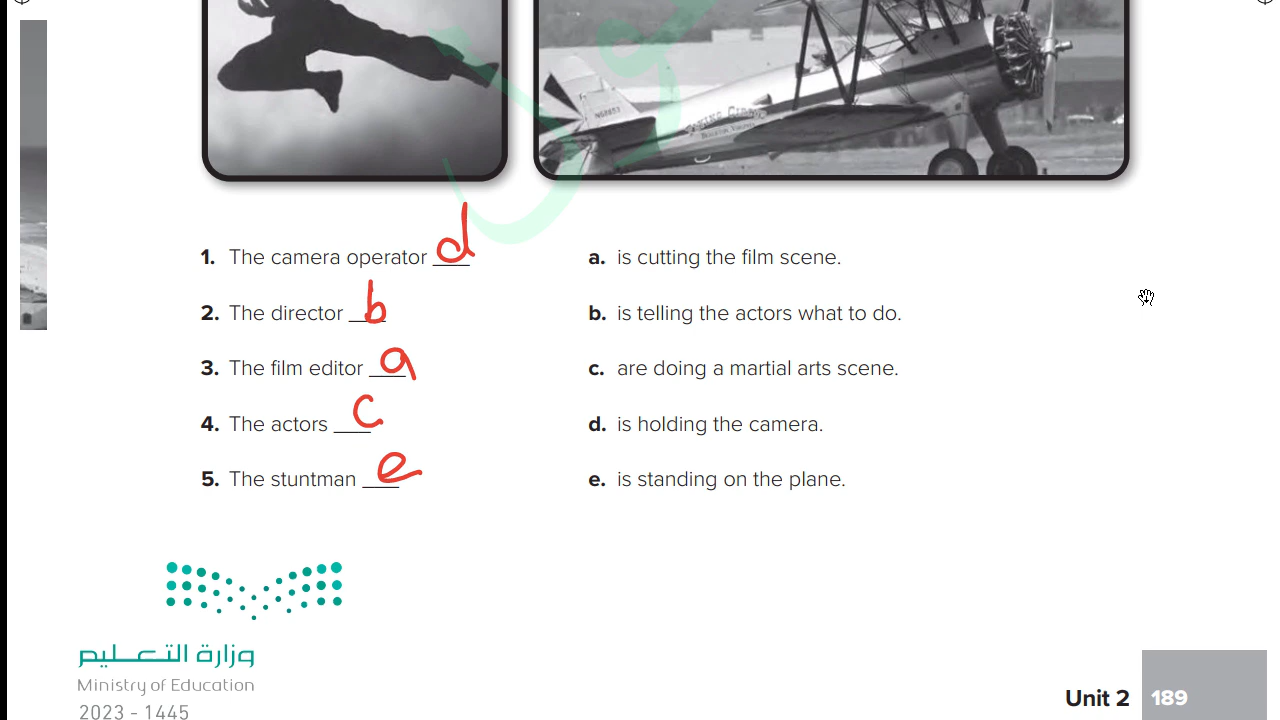 1. The camera operator d
a. is cutting the film scene.
2. The director b
b. is telling the actors what to do.
3. The film editor a
c. are doing a martial arts scene.
4. The actors c
d. is holding the camera.
5. The stuntman e
e. is standing on the plane.
وزارة التعليم
Ministry of Education
2023 - 1445
Unit 2 189